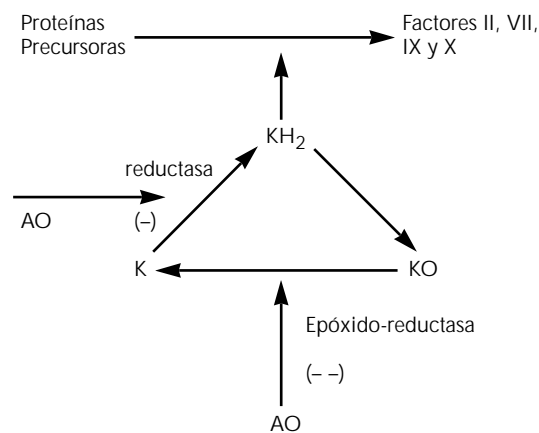 Proteínas
Precursoras
Factores II, VII,
IX y X
KH₂
reductasa
AO
(–)
K
KO
Epóxido-reductasa
(– –)
AO